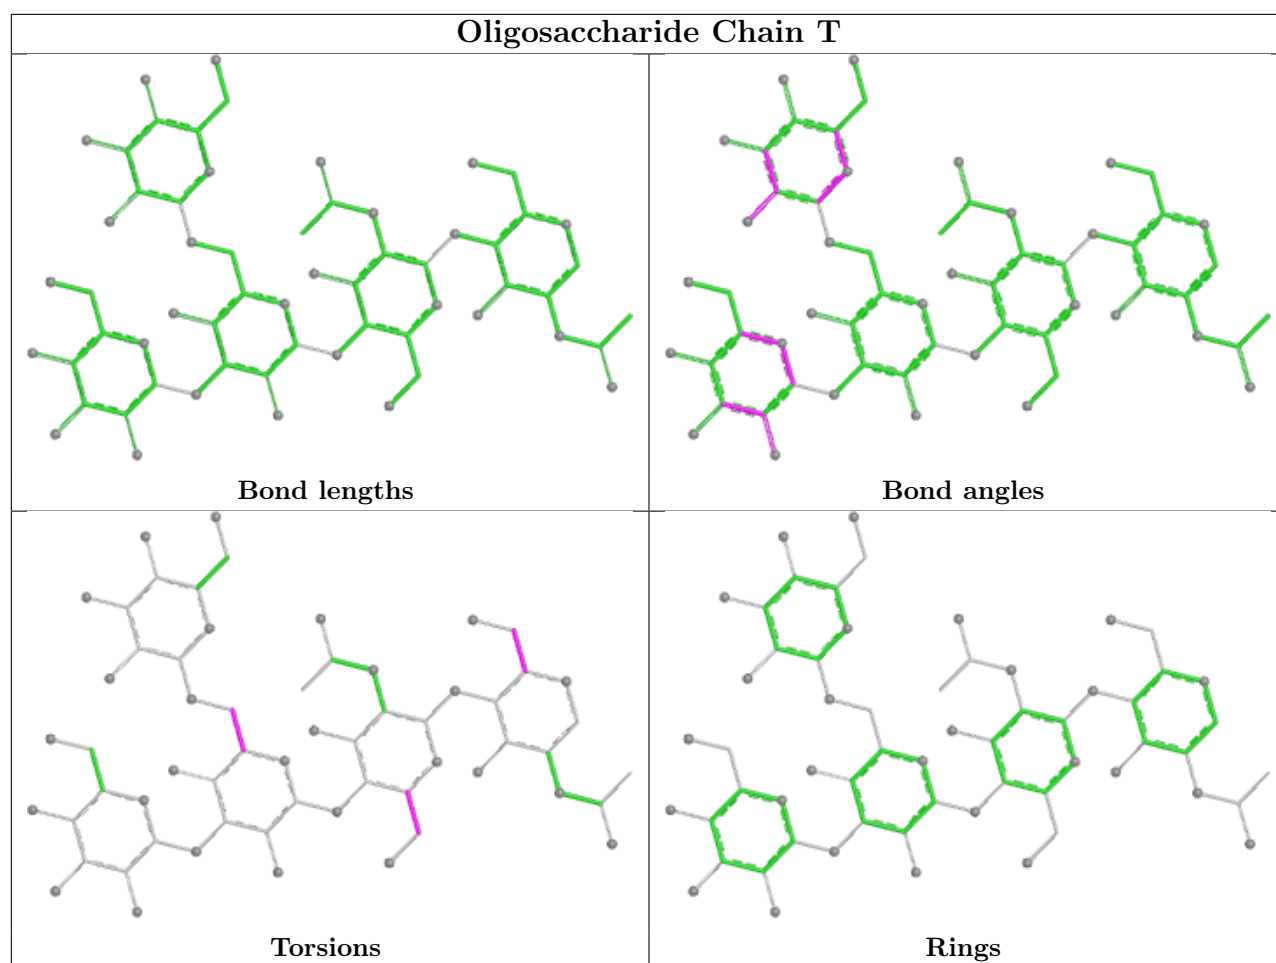 Oligosaccharide Chain T
Bond lengths
Bond angles
Torsions
Rings